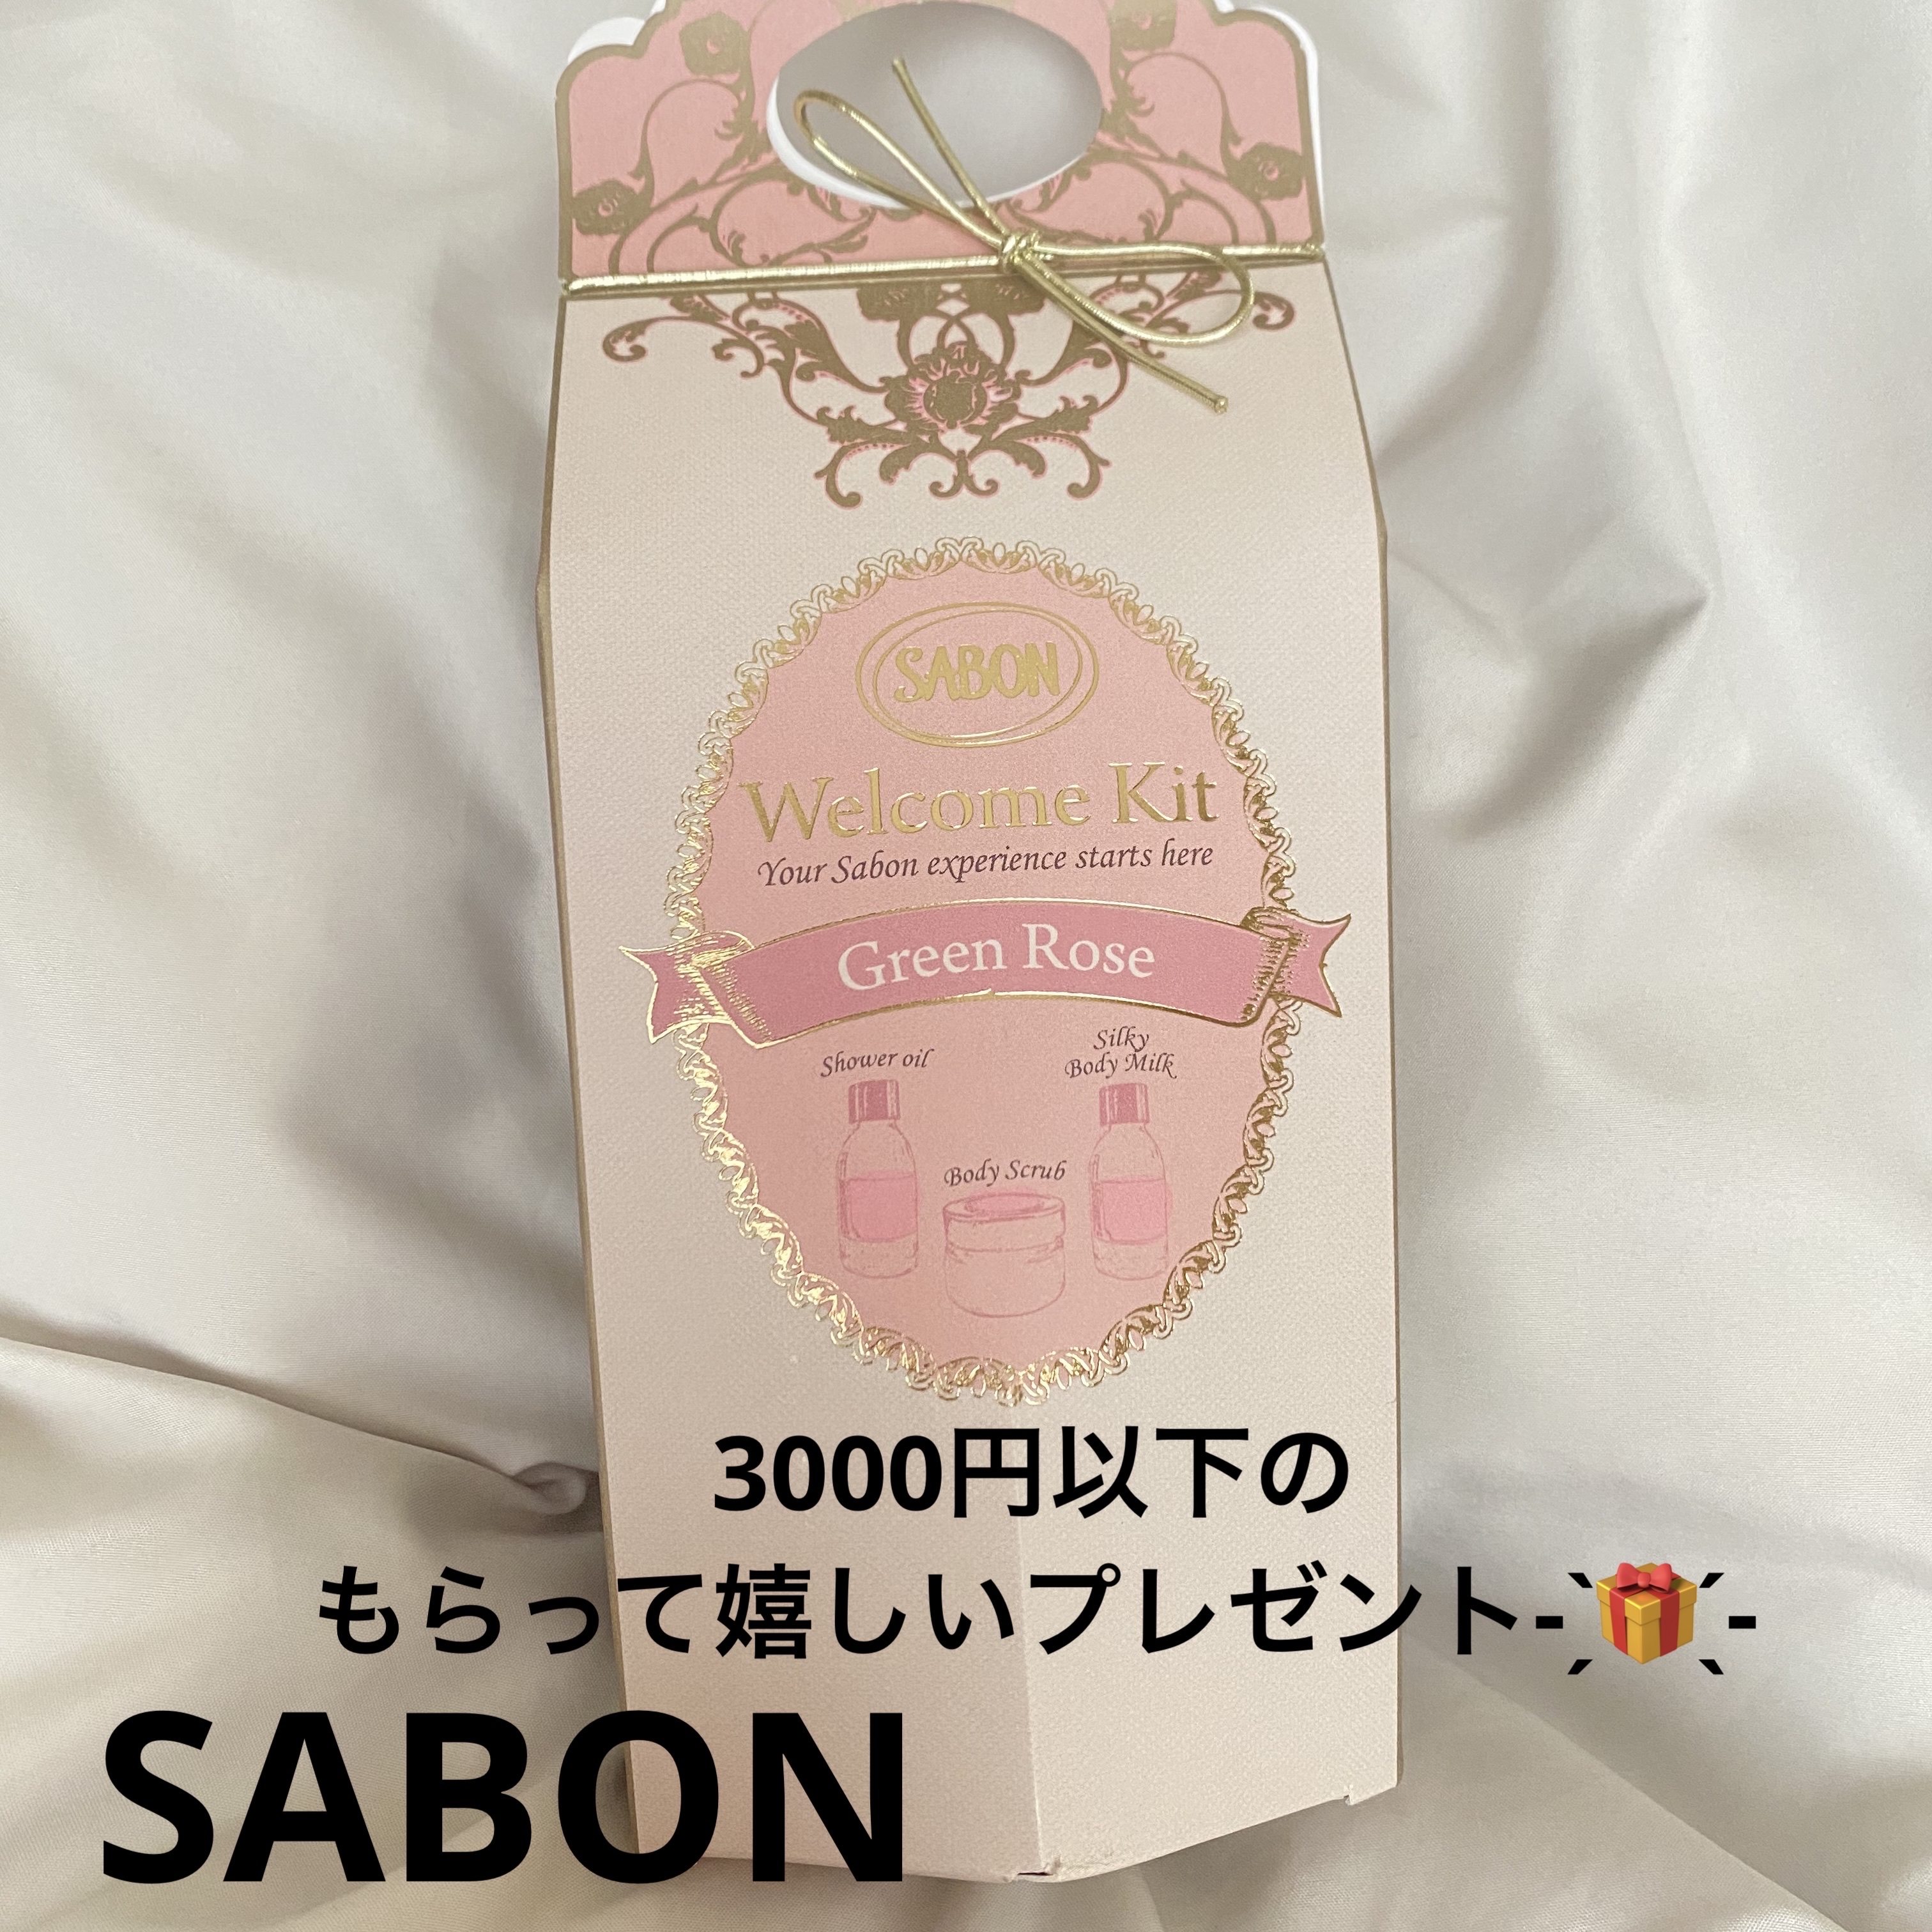 SABON
Welcome Kit
Your Sabon experience starts here
Green Rose
Shower oil
Silky
Body Milk
Body Scrub
3000円以下の
もらって嬉しいプレゼント- ̗̀🎁 ̖́-
SABON